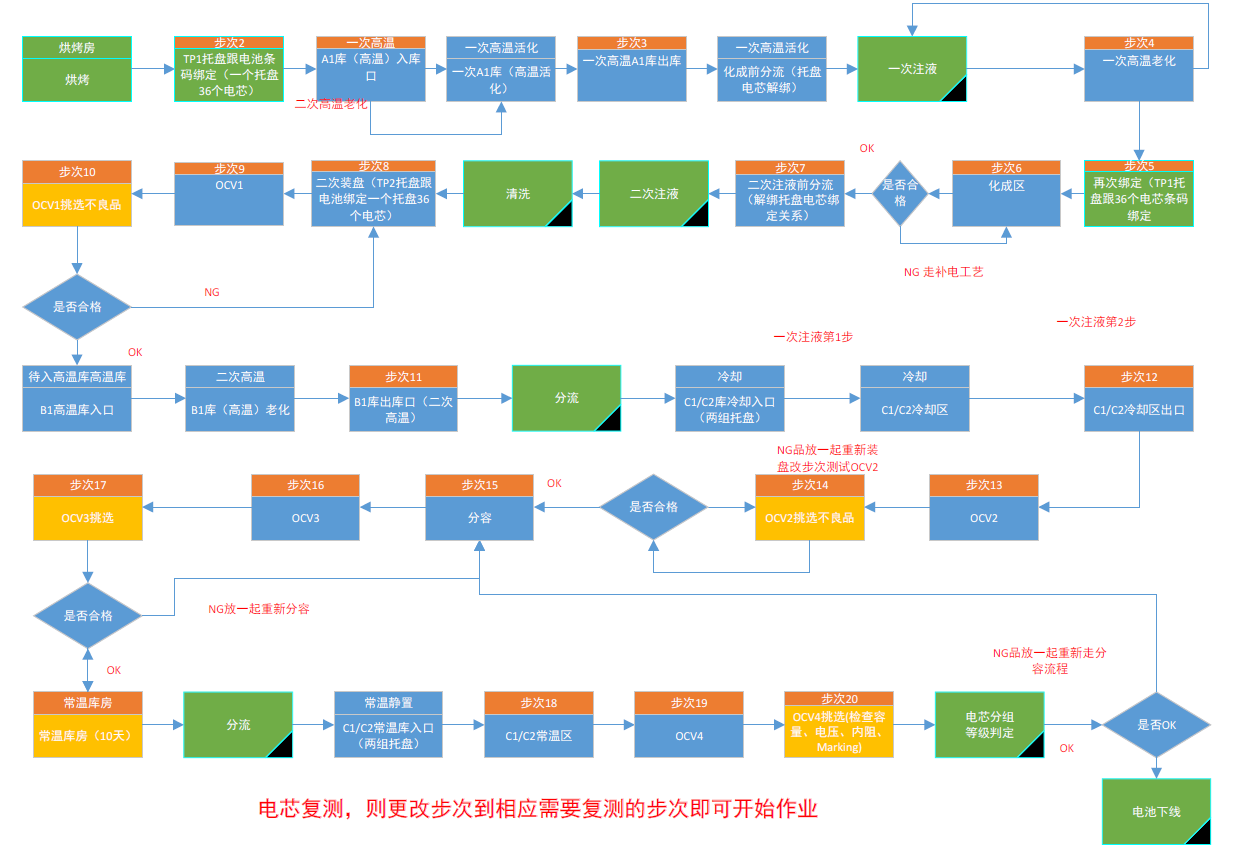 烘烤房
烘烤
步次2
TP1托盘跟电池条
码绑定（一个托盘
36个电芯）
一次高温
A1库（高温）入库
口
二次高温老化
一次高温活化
一次A1库（高温活
化）
步次3
一次高温A1库出库
一次高温活化
化成前分流（托盘
电芯解绑）
一次注液
步次4
一次高温老化
步次10
OCV1挑选不良品
步次9
OCV1
步次8
二次装盘（TP2托盘跟
电池绑定一个托盘36
个电芯）
清洗
二次注液
步次7
二次注液前分流
（解绑托盘电芯绑
定关系）
OK
是否合
格
步次6
化成区
步次5
再次绑定（TP1托
盘跟36个电芯条码
绑定
NG 走补电工艺
是否合格
NG
OK
一次注液第1步
一次注液第2步
待入高温库高温库
B1高温库入口
二次高温
B1库（高温）老化
步次11
B1库出库口（二次
高温）
分流
冷却
C1/C2库冷却入口
（两组托盘）
冷却
C1/C2冷却区
步次12
C1/C2冷却区出口
NG品放一起重新装
盘改步次测试OCV2
步次17
OCV3挑选
步次16
OCV3
步次15
分容
OK
是否合格
步次14
OCV2挑选不良品
步次13
OCV2
是否合格
NG放一起重新分容
OK
NG品放一起重新走分
容流程
常温库房
常温库房（10天）
分流
常温静置
C1/C2常温库入口
（两组托盘）
步次18
C1/C2常温区
步次19
OCV4
步次20
OCV4挑选(检查容
量、电压、内阻、
Marking)
电芯分组
等级判定
OK
是否OK
电池下线
电芯复测，则更改步次到相应需要复测的步次即可开始作业